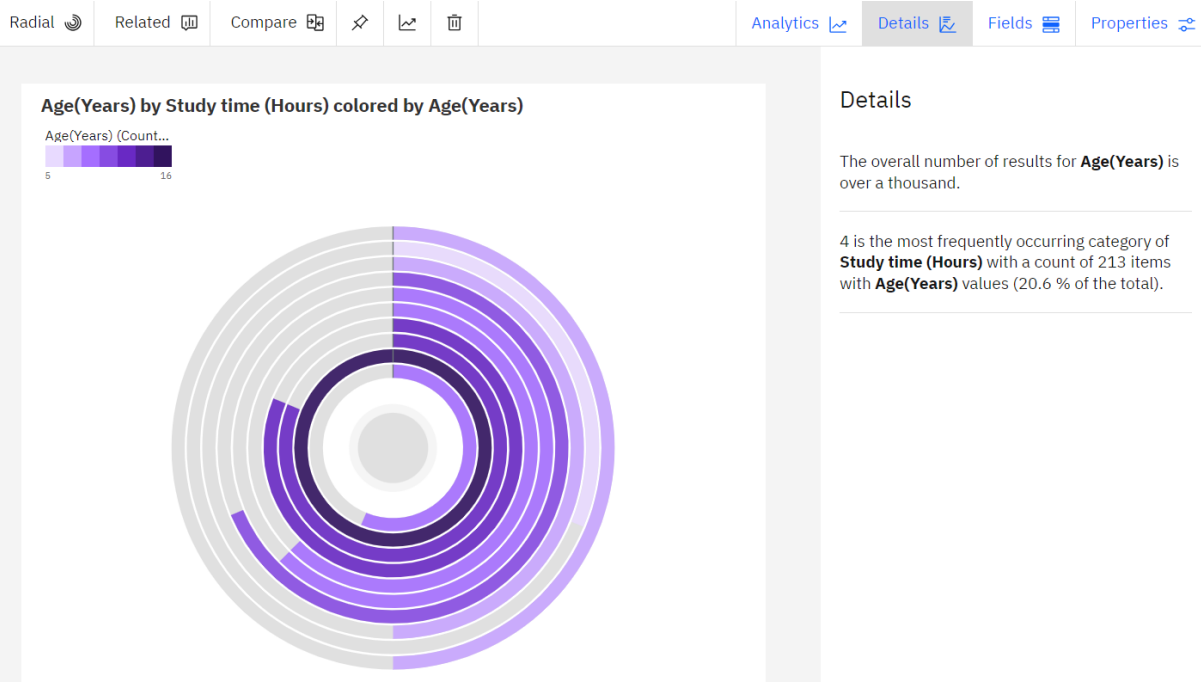 Radial
Related
Compare
Analytics
Details
Fields
Properties
Age(Years) by Study time (Hours) colored by Age(Years)
Age(Years) (Count...
5 16
Details
The overall number of results for Age(Years) is
over a thousand.
4 is the most frequently occurring category of
Study time (Hours) with a count of 213 items
with Age(Years) values (20.6 % of the total).